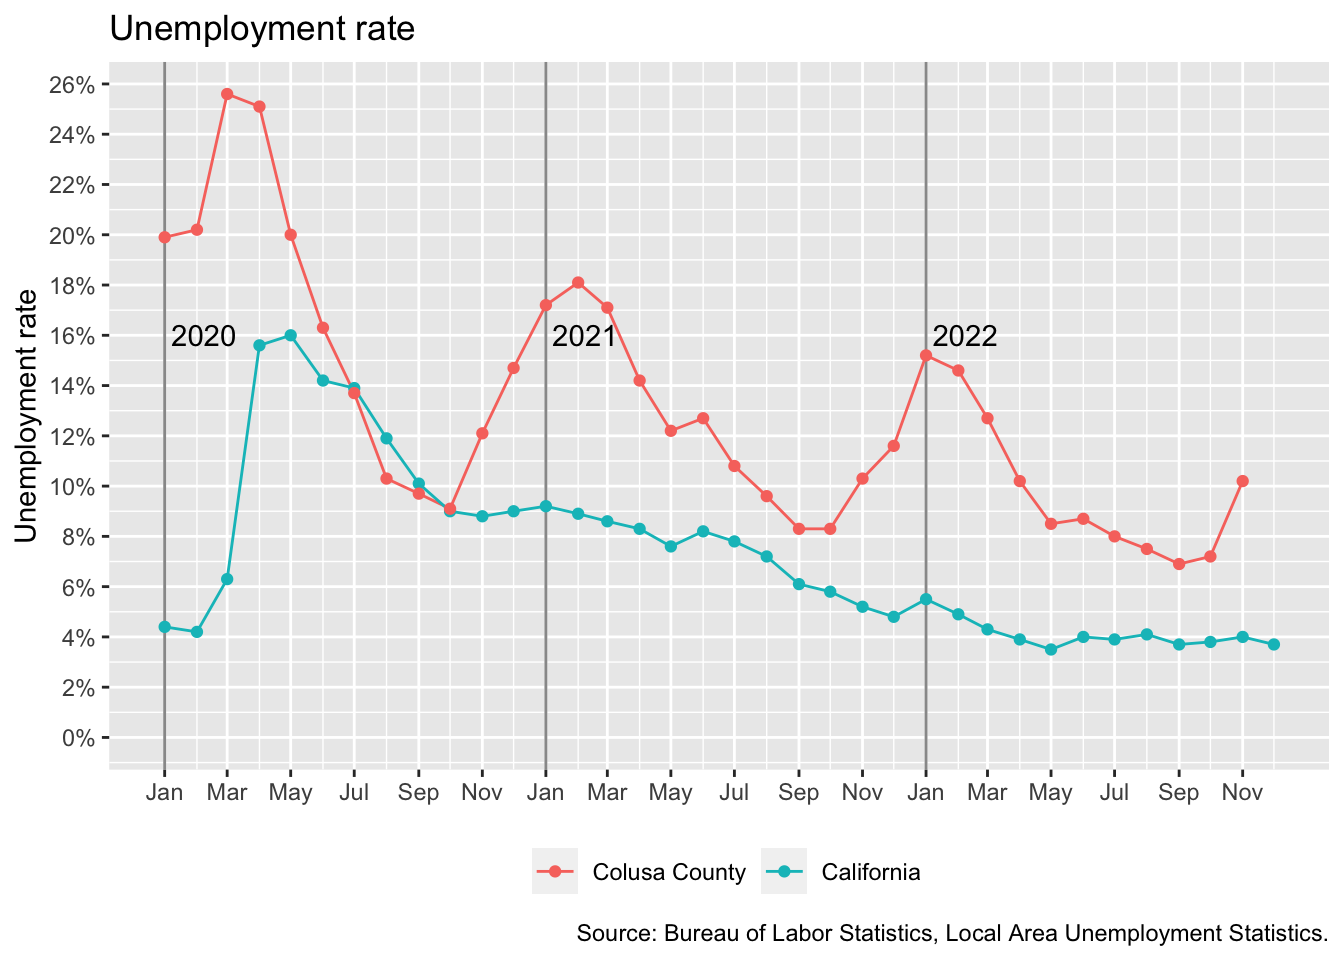 Unemployment rate
Unemployment rate
26%
24%
22%
20%
18%
16%
14%
12%
10%
8%
6%
4%
2%
0%
2020 2021 2022
Jan Mar May Jul Sep Nov Jan Mar May Jul Sep Nov Jan Mar May Jul Sep Nov
Colusa County California
Source: Bureau of Labor Statistics, Local Area Unemployment Statistics.